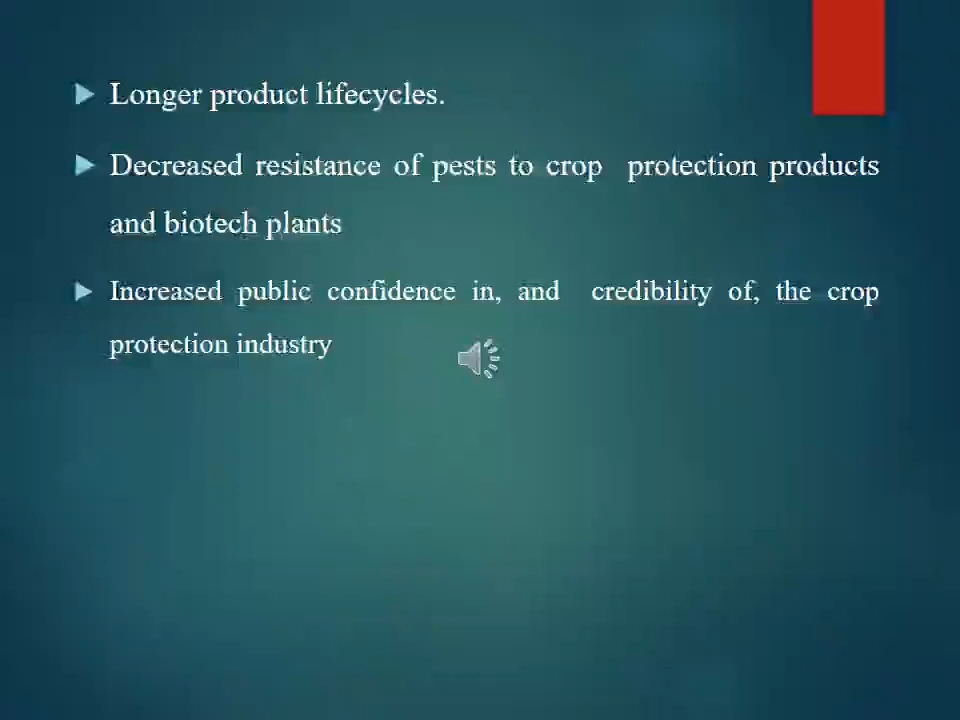 Longer product lifecycles.
Decreased resistance of pests to crop protection products
and biotech plants
Increased public confidence in, and credibility of, the crop
protection industry